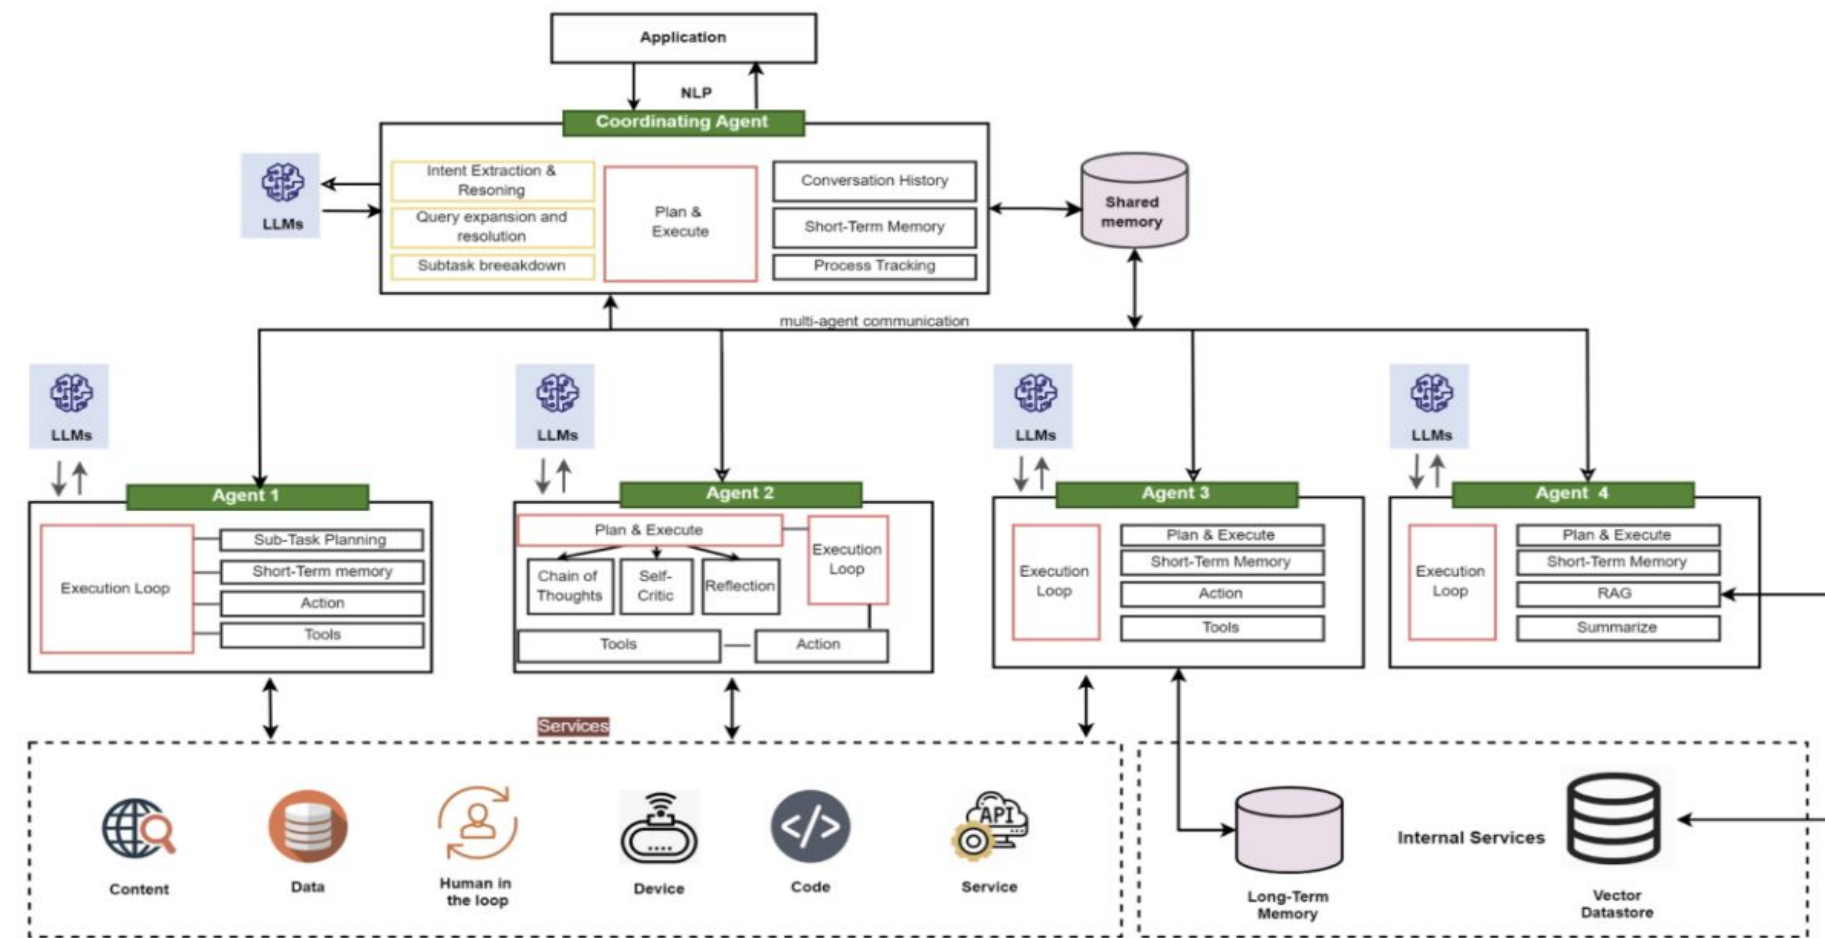 Application
NLP
Coordinating Agent
LLMs
Intent Extraction &
Resoning
Query expansion and
resolution
Subtask breeakdown
Plan &
Execute
Conversation History
Short-Term Memory
Process Tracking
Shared
memory
multi-agent communication
LLMs
Agent 1
Execution Loop
Sub-Task Planning
Short-Term memory
Action
Tools
LLMs
Agent 2
Plan & Execute
Chain of
Thoughts
Self-
Critic
Reflection
Execution
Loop
Tools
Action
LLMs
Agent 3
Execution
Loop
Plan & Execute
Short-Term Memory
Action
Tools
LLMs
Agent 4
Execution
Loop
Plan & Execute
Short-Term Memory
RAG
Summarize
Services
Content
Data
Human in
the loop
Device
</>
Code
API
Service
Long-Term
Memory
Internal Services
Vector
Datastore